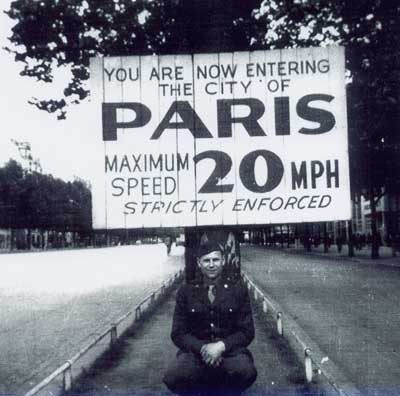 YOU ARE NOW ENTERING
THE CITY OF
PARIS
MAXIMUM SPEED 20 MPH
STRICTLY ENFORCED